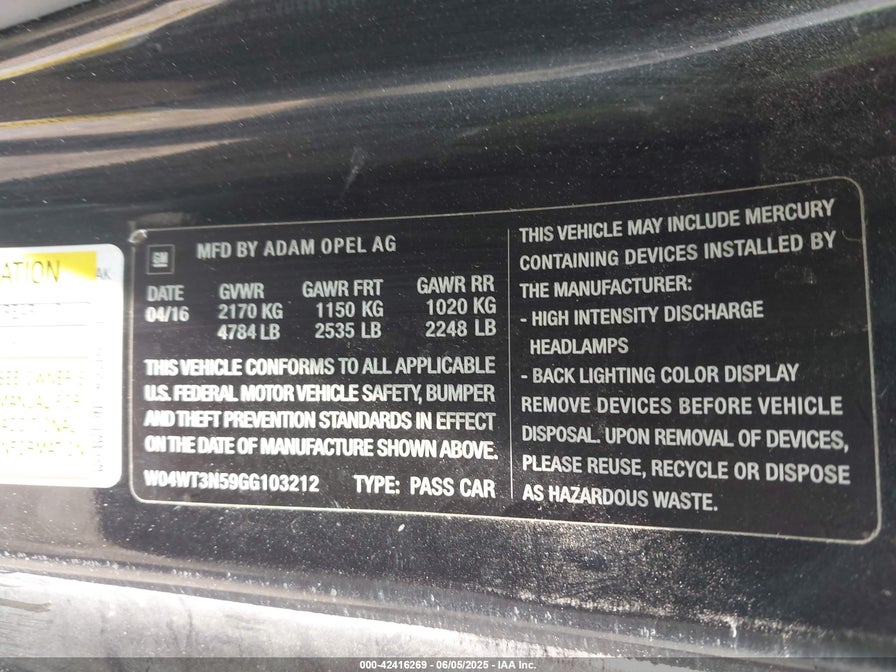 ATION
GM
MFD BY ADAM OPEL AG
DATE GVWR GAWR FRT GAWR RR
04/16 2170 KG 1150 KG 1020 KG
4784 LB 2535 LB 2248 LB
THIS VEHICLE CONFORMS TO ALL APPLICABLE
U.S. FEDERAL MOTOR VEHICLE SAFETY, BUMPER
AND THEFT PREVENTION STANDARDS IN EFFECT
ON THE DATE OF MANUFACTURE SHOWN ABOVE.
W04WT3N59GG103212 TYPE: PASS CAR
THIS VEHICLE MAY INCLUDE MERCURY
CONTAINING DEVICES INSTALLED BY
THE MANUFACTURER:
- HIGH INTENSITY DISCHARGE
HEADLAMPS
- BACK LIGHTING COLOR DISPLAY
REMOVE DEVICES BEFORE VEHICLE
DISPOSAL. UPON REMOVAL OF DEVICES,
PLEASE REUSE, RECYCLE OR DISPOSE
AS HAZARDOUS WASTE.
000-42416269 - 06/05/2025 - IAA Inc.